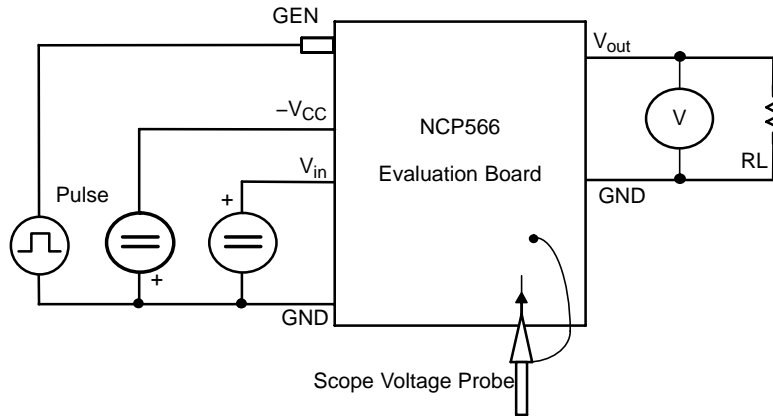 GEN
Vout
−VCC
NCP566
V
Vin
Evaluation Board
RL
Pulse
+
GND
+
GND
Scope Voltage Probe